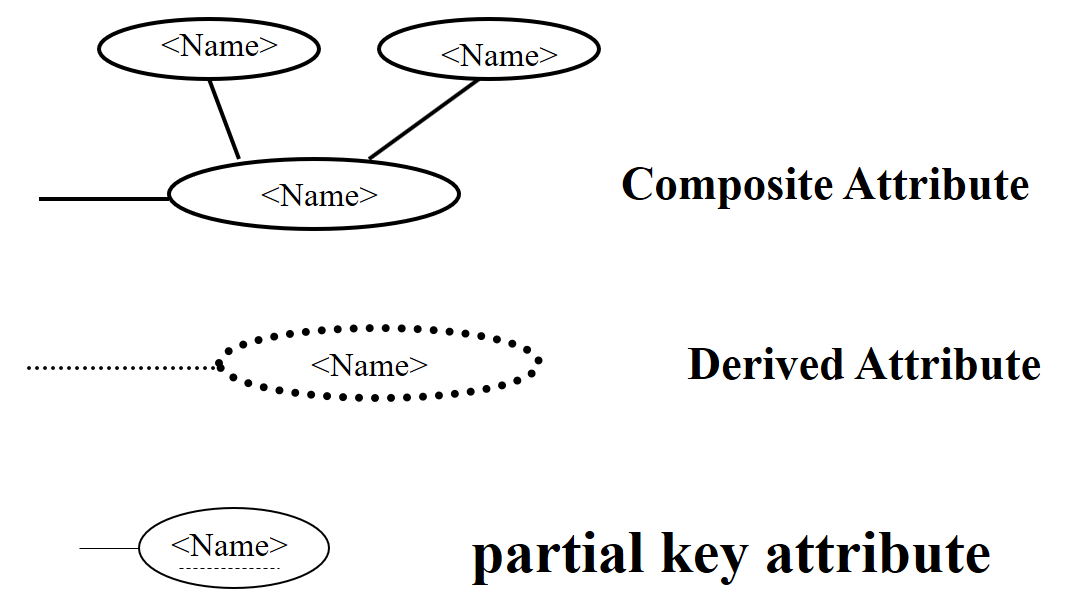 <Name>
<Name>
<Name>
Composite Attribute
<Name>
Derived Attribute
<Name>
partial key attribute